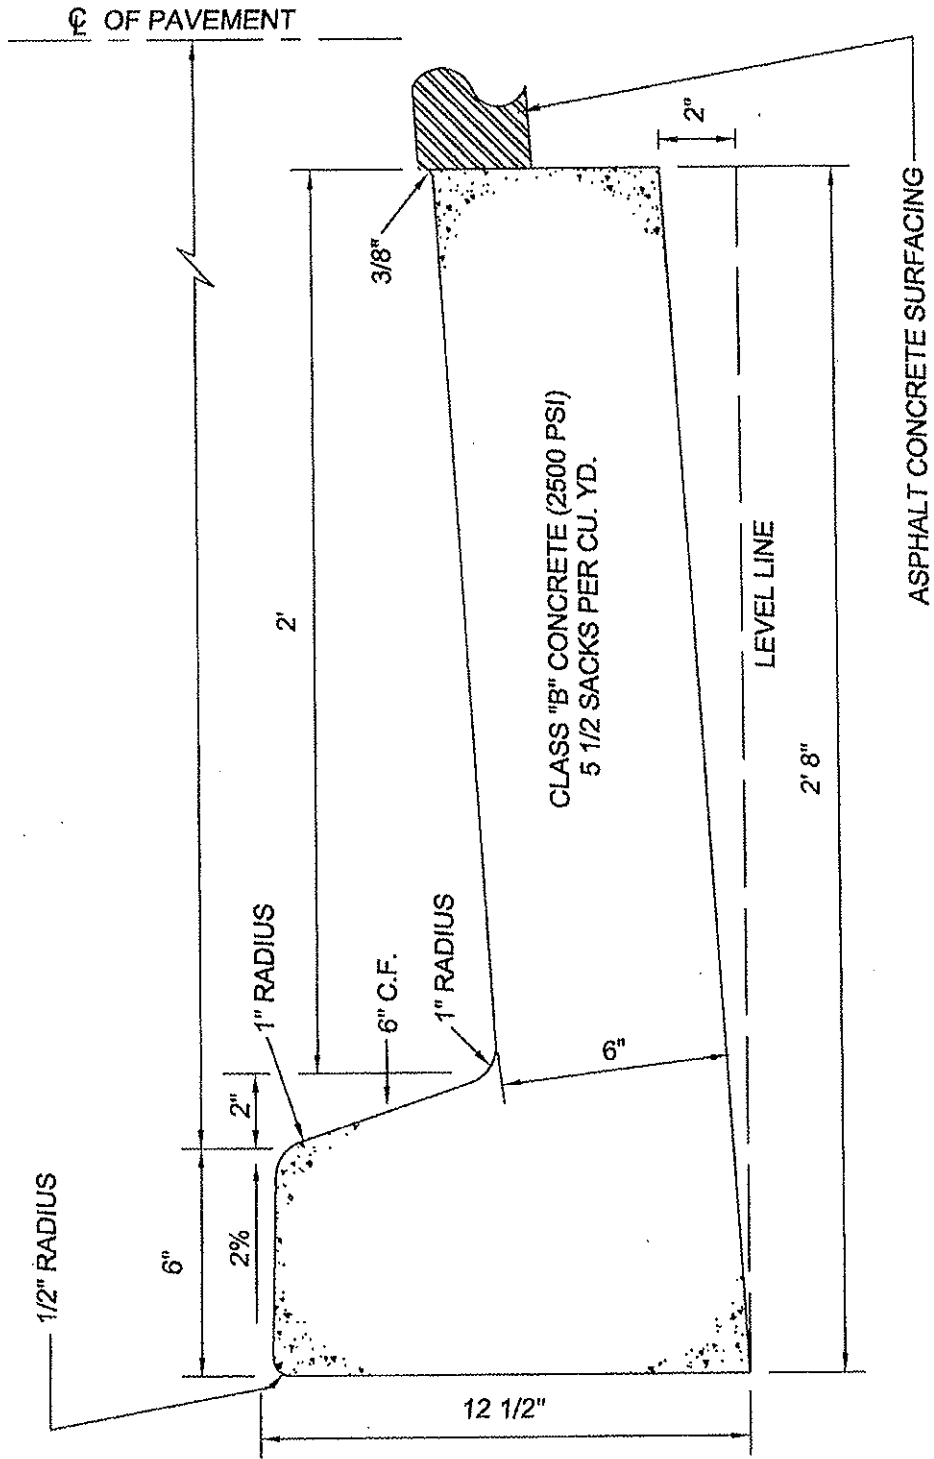 ℄ OF PAVEMENT
2"
3/8"
ASPHALT CONCRETE SURFACING
2'
CLASS "B" CONCRETE (2500 PSI)
5 1/2 SACKS PER CU. YD.
LEVEL LINE
2' 8"
1" RADIUS
6" C.F.
1" RADIUS
6"
2"
1/2" RADIUS
6"
2%
12 1/2"